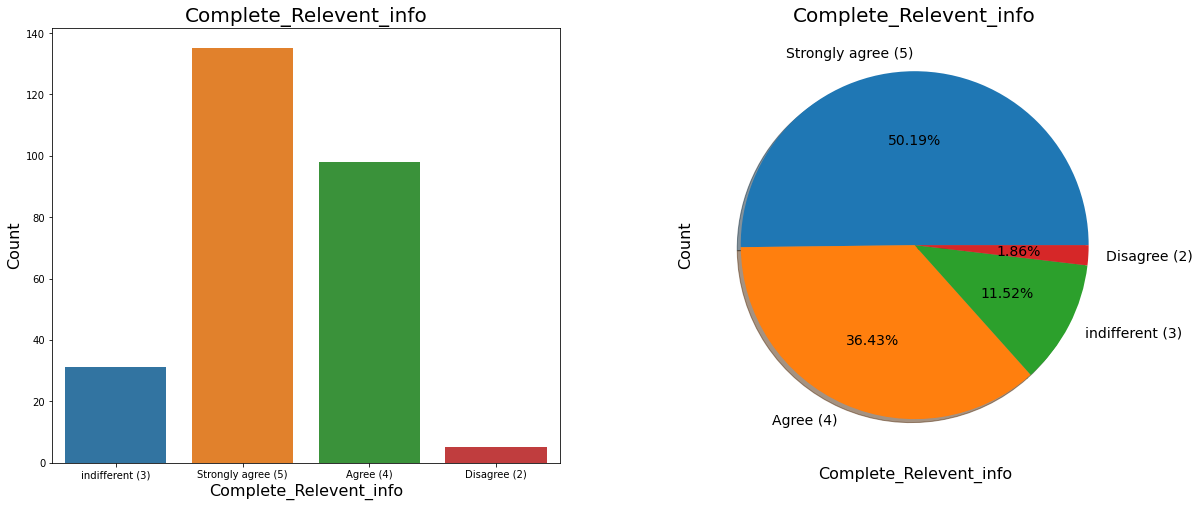 Complete_Relevent_info
140
120
100
80
60
40
20
0
Count
indifferent (3)
Strongly agree (5)
Agree (4)
Disagree (2)
Complete_Relevent_info
Complete_Relevent_info
Strongly agree (5)
50.19%
Count
1.86%
Disagree (2)
11.52%
indifferent (3)
36.43%
Agree (4)
Complete_Relevent_info